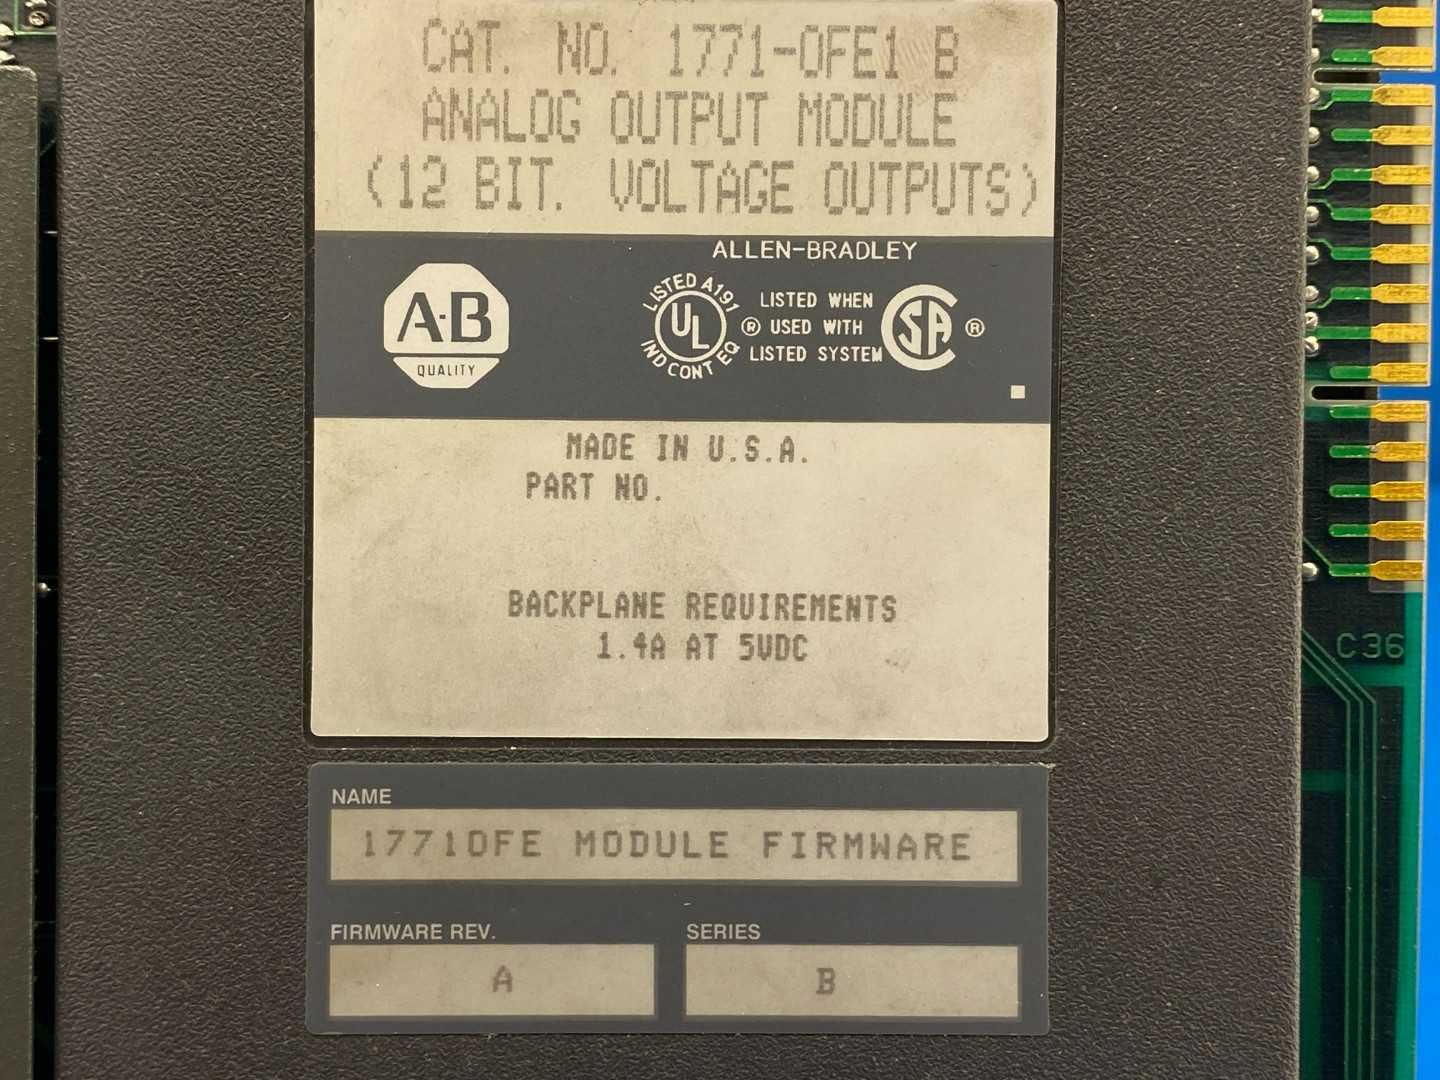 CAT. NO. 1771-OFE1 B
ANALOG OUTPUT MODULE
(12 BIT. VOLTAGE OUTPUTS)
ALLEN-BRADLEY
A·B
QUALITY
LISTED A191
UL
IND CONT EQ
®
LISTED WHEN
USED WITH
LISTED SYSTEM
SA
®
MADE IN U.S.A.
PART NO.
BACKPLANE REQUIREMENTS
1.4A AT 5VDC
C36
NAME
1771OFE MODULE FIRMWARE
FIRMWARE REV.
SERIES
A
B